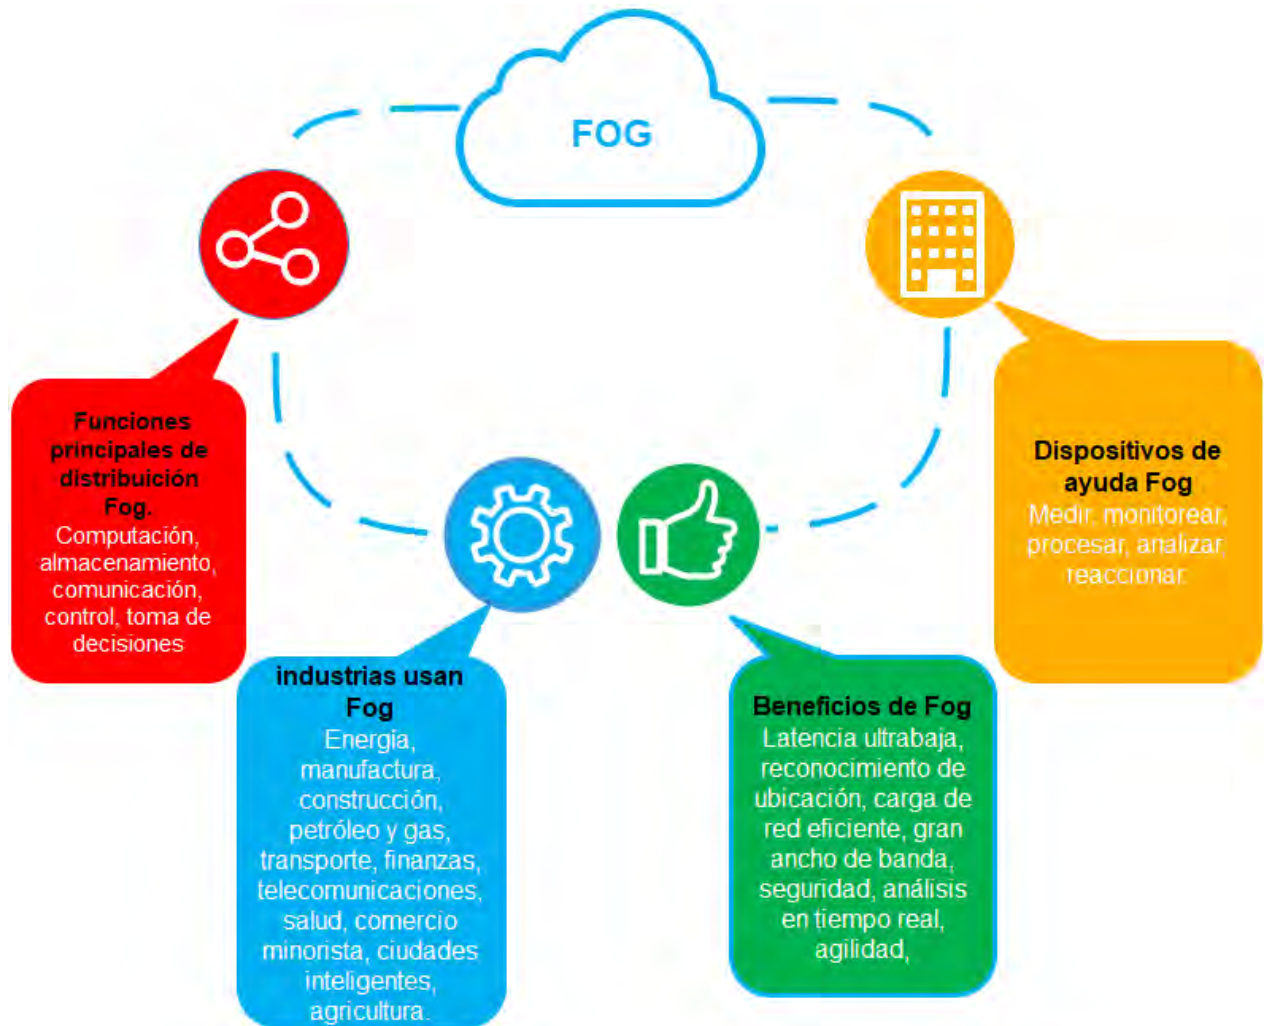 FOG
Funciones
principales de
distribuición
Fog.
Computación,
almacenamiento,
comunicación,
control, toma de
decisiones
industrias usan
Fog
Energia,
manufactura,
construcción,
petróleo y gas,
transporte, finanzas,
telecomunicaciones,
salud, comercio
minorista, ciudades
inteligentes,
agricultura.
Beneficios de Fog
Latencia ultrabaja,
reconocimiento de
ubicación, carga de
red eficiente, gran
ancho de banda,
seguridad, análisis
en tiempo real,
agilidad,
Dispositivos de
ayuda Fog
Medir, monitorear,
procesar, analizar,
reaccionar.